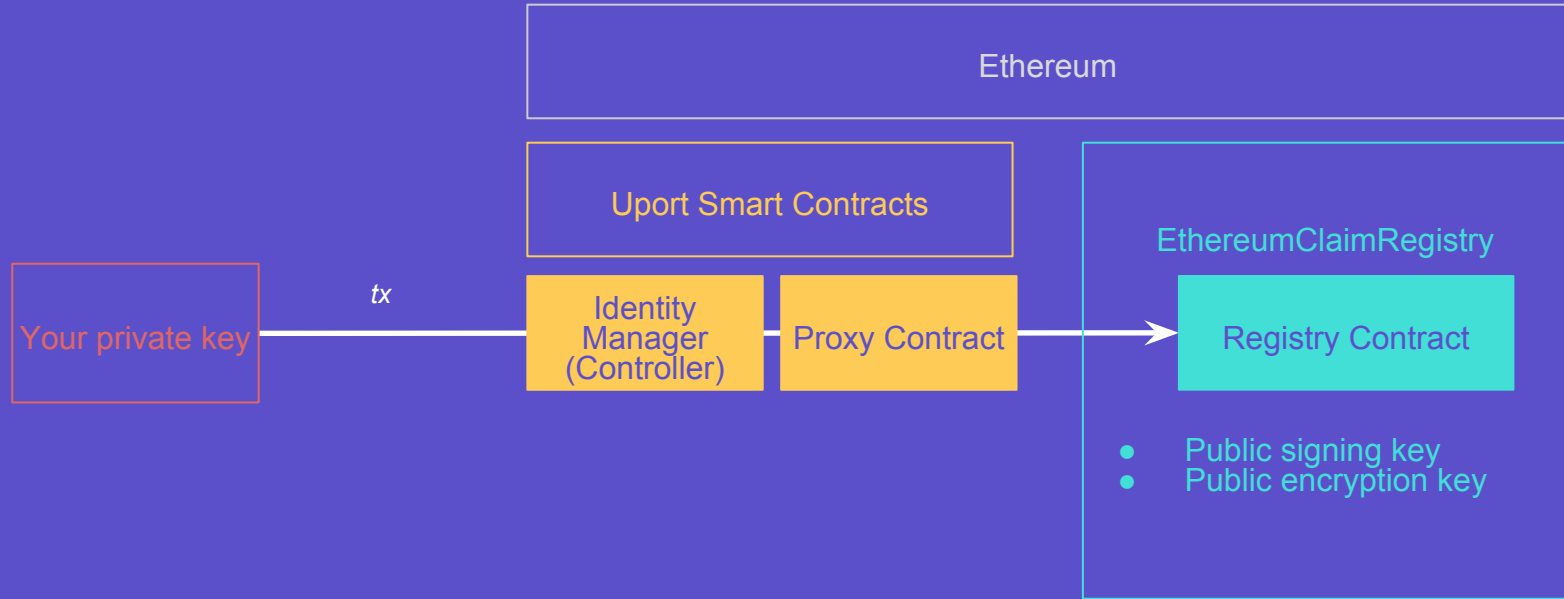 Ethereum
Uport Smart Contracts
EthereumClaimRegistry
Your private key
tx
Identity
Manager
(Controller)
Proxy Contract
Registry Contract
● Public signing key
● Public encryption key